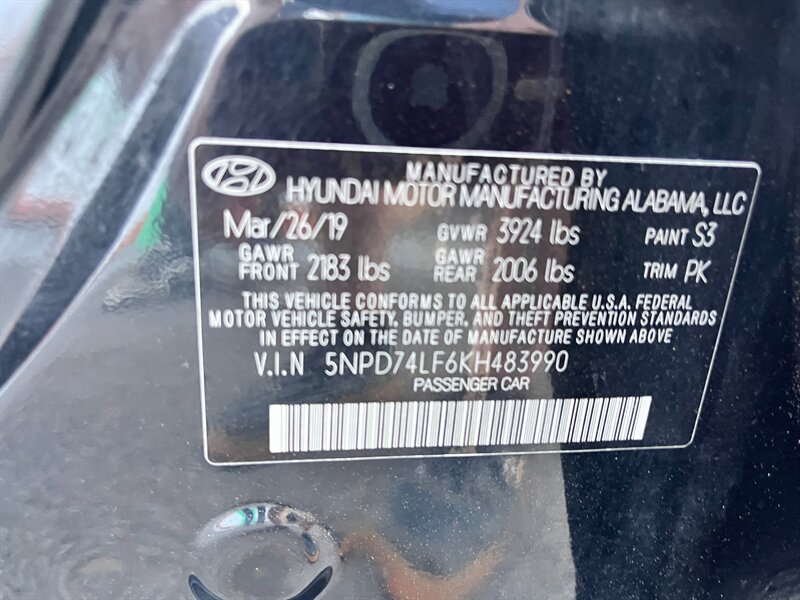 MANUFACTURED BY
HYUNDAI MOTOR MANUFACTURING ALABAMA, LLC
Mar/26/19 GVWR 3924 lbs PAINT S3
GAWR FRONT 2183 lbs GAWR REAR 2006 lbs TRIM PK
THIS VEHICLE CONFORMS TO ALL APPLICABLE U.S.A. FEDERAL
MOTOR VEHICLE SAFETY, BUMPER, AND THEFT PREVENTION STANDARDS
IN EFFECT ON THE DATE OF MANUFACTURE SHOWN ABOVE
V.I.N 5NPD74LF6KH483990
PASSENGER CAR